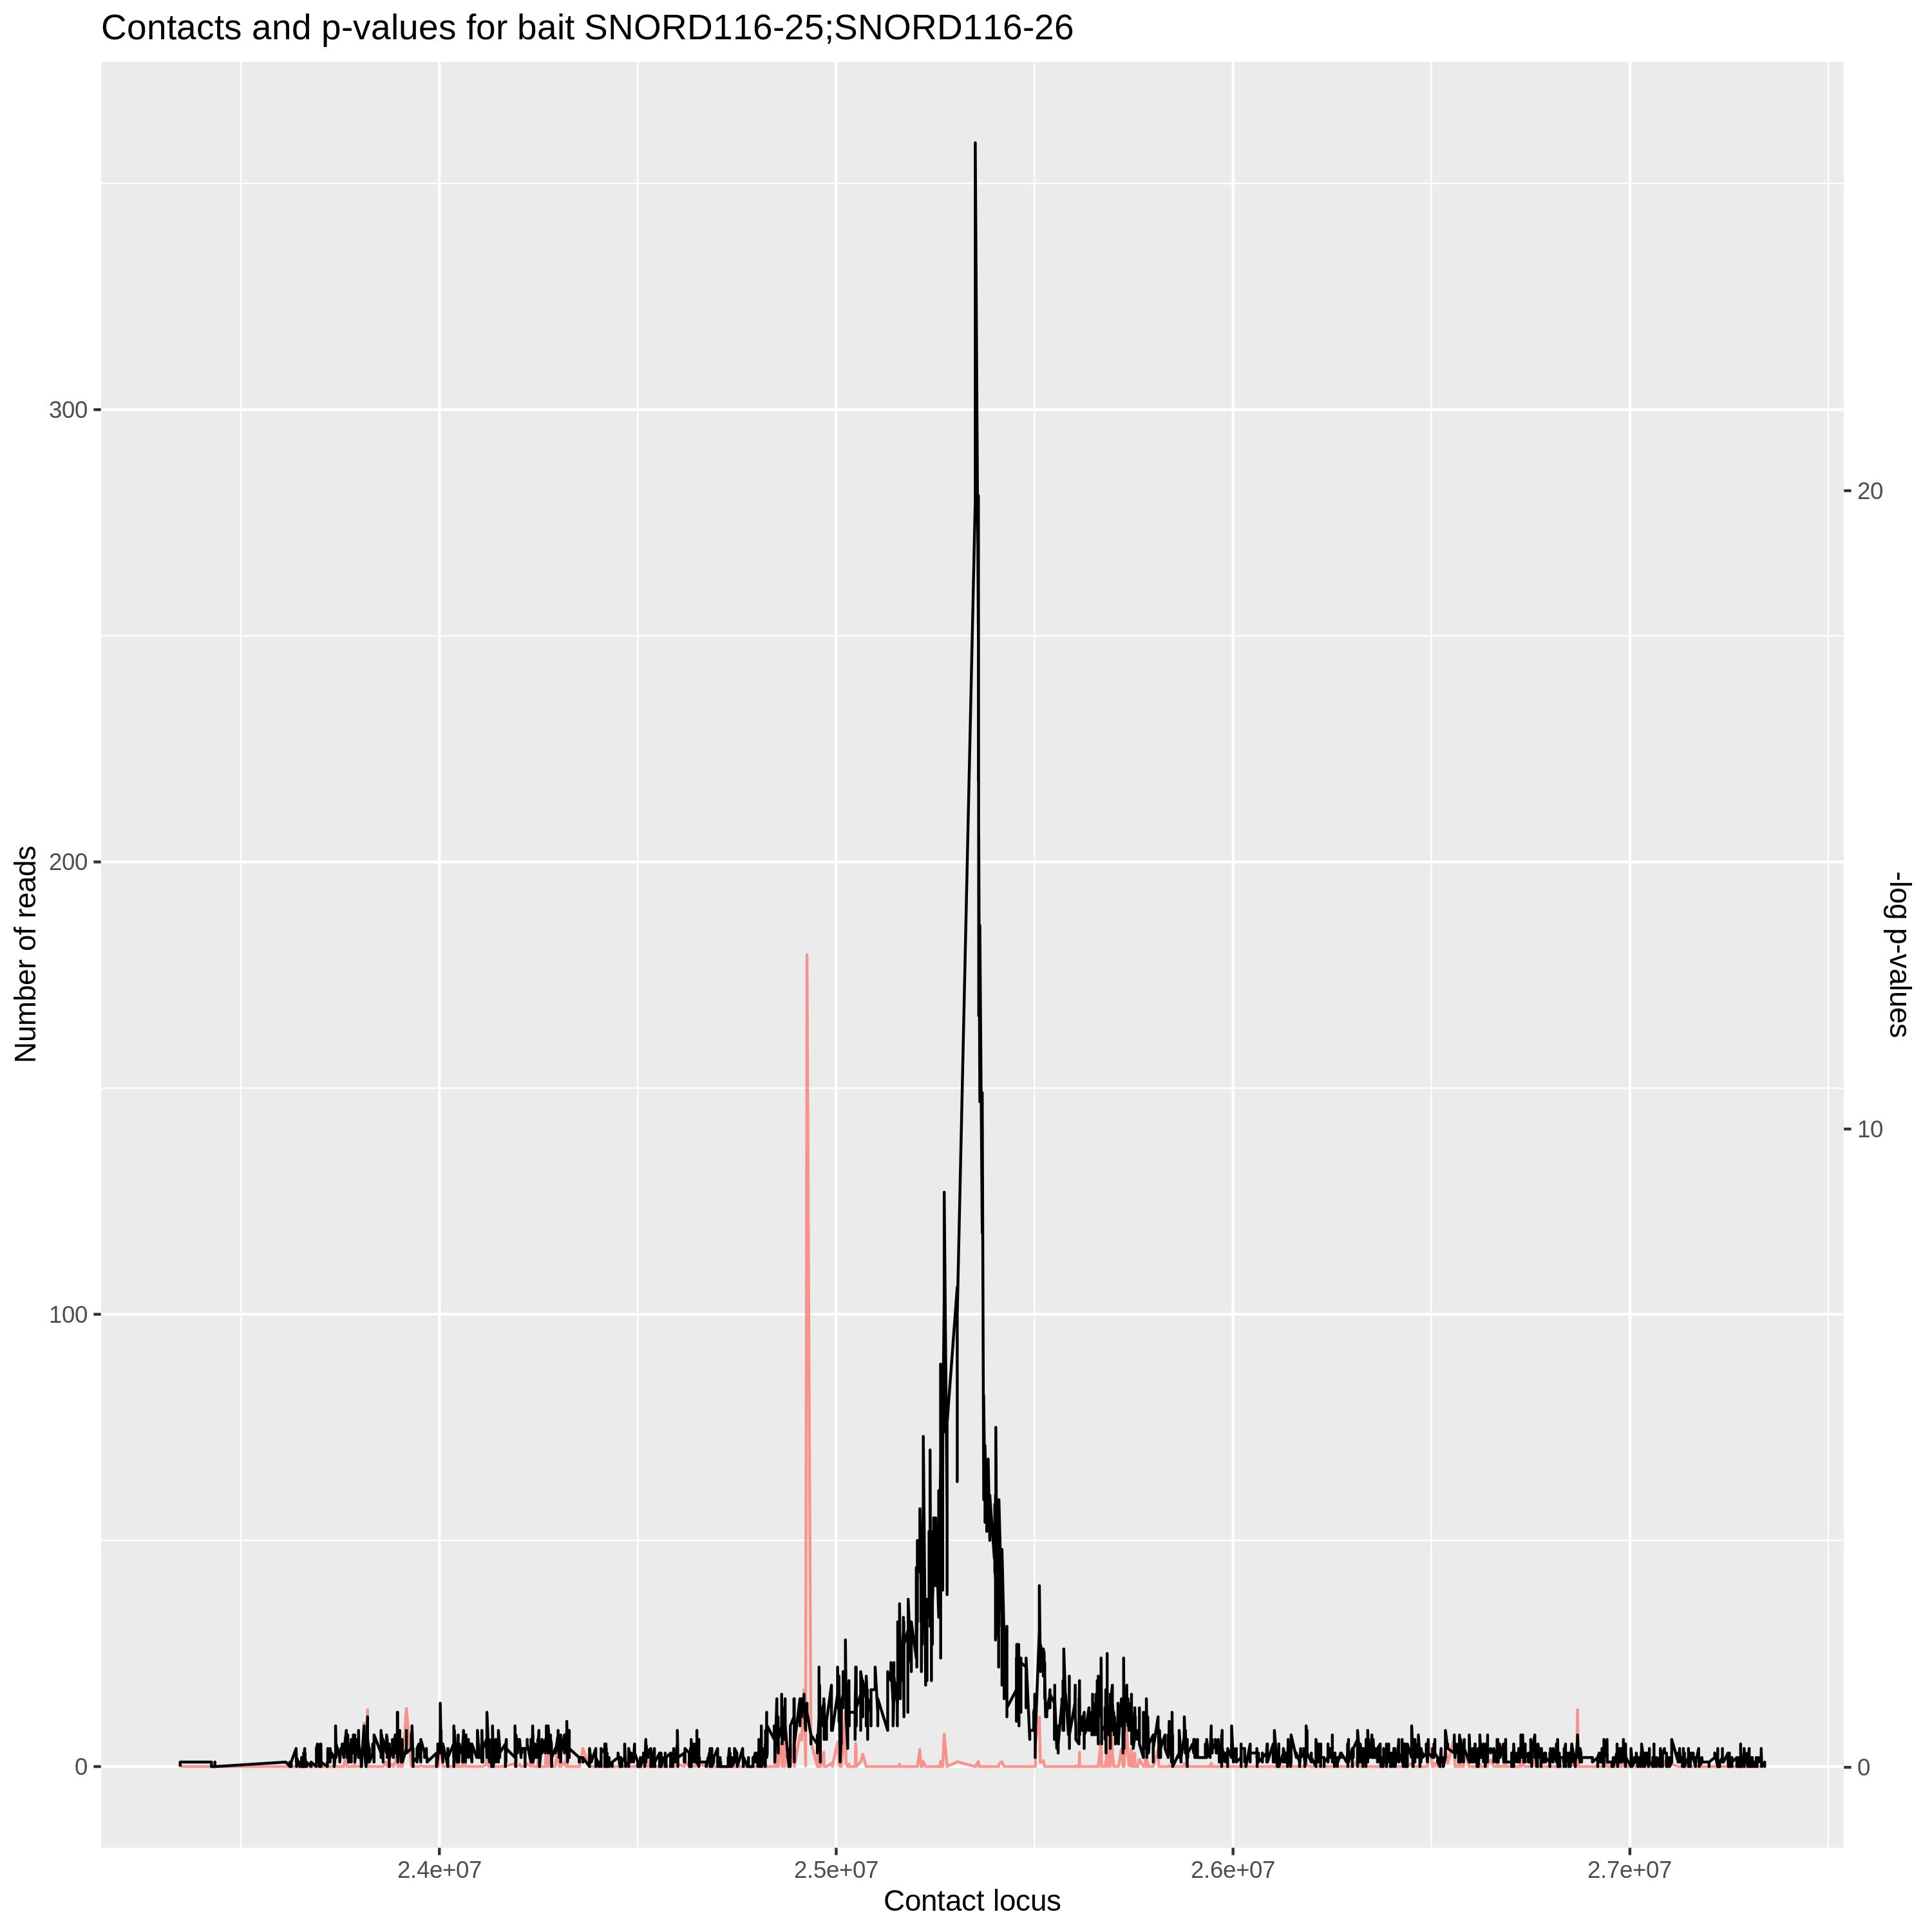 Contacts and p-values for bait SNORD116-25;SNORD116-26
300
200
100
0
Number of reads
20
10
0
-log p-values
2.4e+07 2.5e+07 2.6e+07 2.7e+07
Contact locus